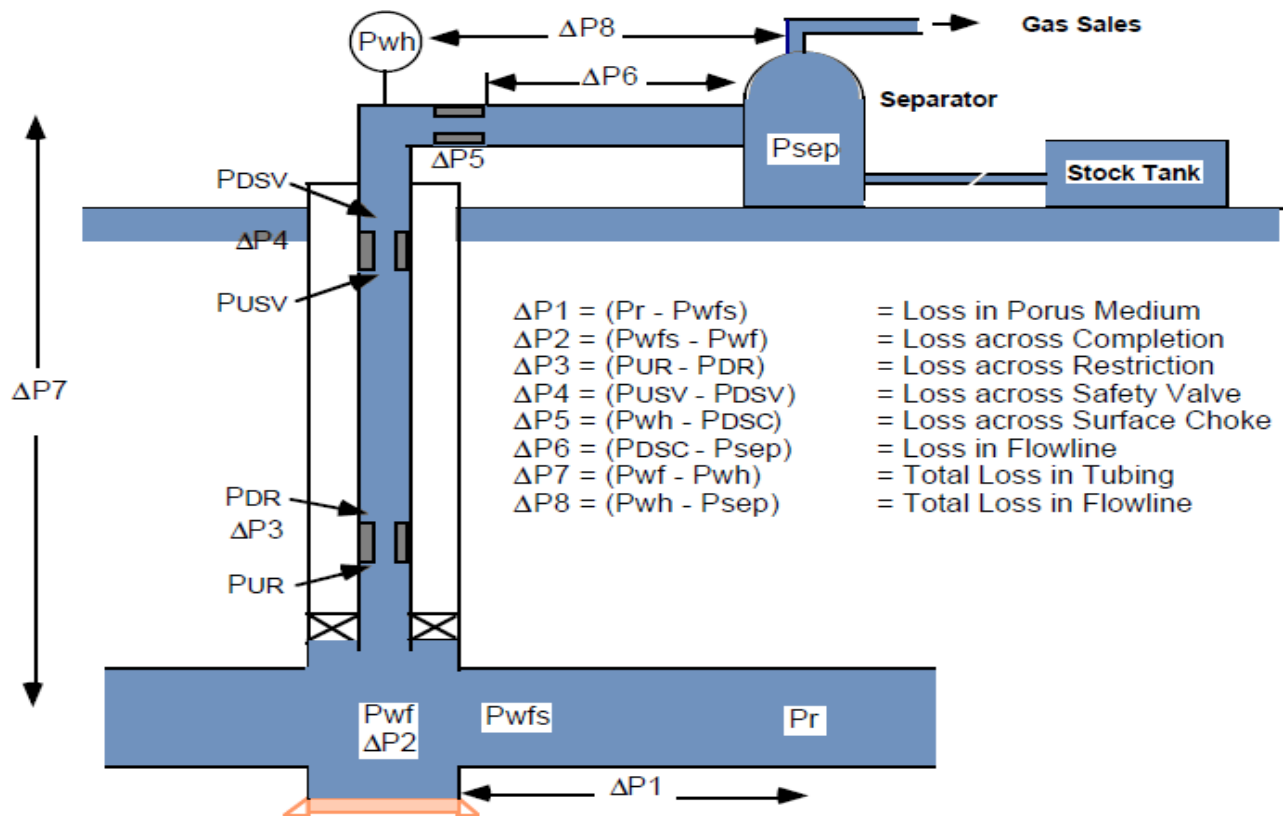 Pwh
ΔP8
Gas Sales
ΔP6
Separator
ΔP5
Psep
Stock Tank
PDSV
ΔP4
PUSV
ΔP7
ΔP1 = (Pr - Pwfs) = Loss in Porus Medium
ΔP2 = (Pwfs - Pwf) = Loss across Completion
ΔP3 = (PUR - PDR) = Loss across Restriction
ΔP4 = (PUSV - PDSV) = Loss across Safety Valve
ΔP5 = (Pwh - PDSC) = Loss across Surface Choke
ΔP6 = (PDSC - Psep) = Loss in Flowline
ΔP7 = (Pwf - Pwh) = Total Loss in Tubing
ΔP8 = (Pwh - Psep) = Total Loss in Flowline
PDR
ΔP3
PUR
Pwf
ΔP2
Pwfs
Pr
ΔP1